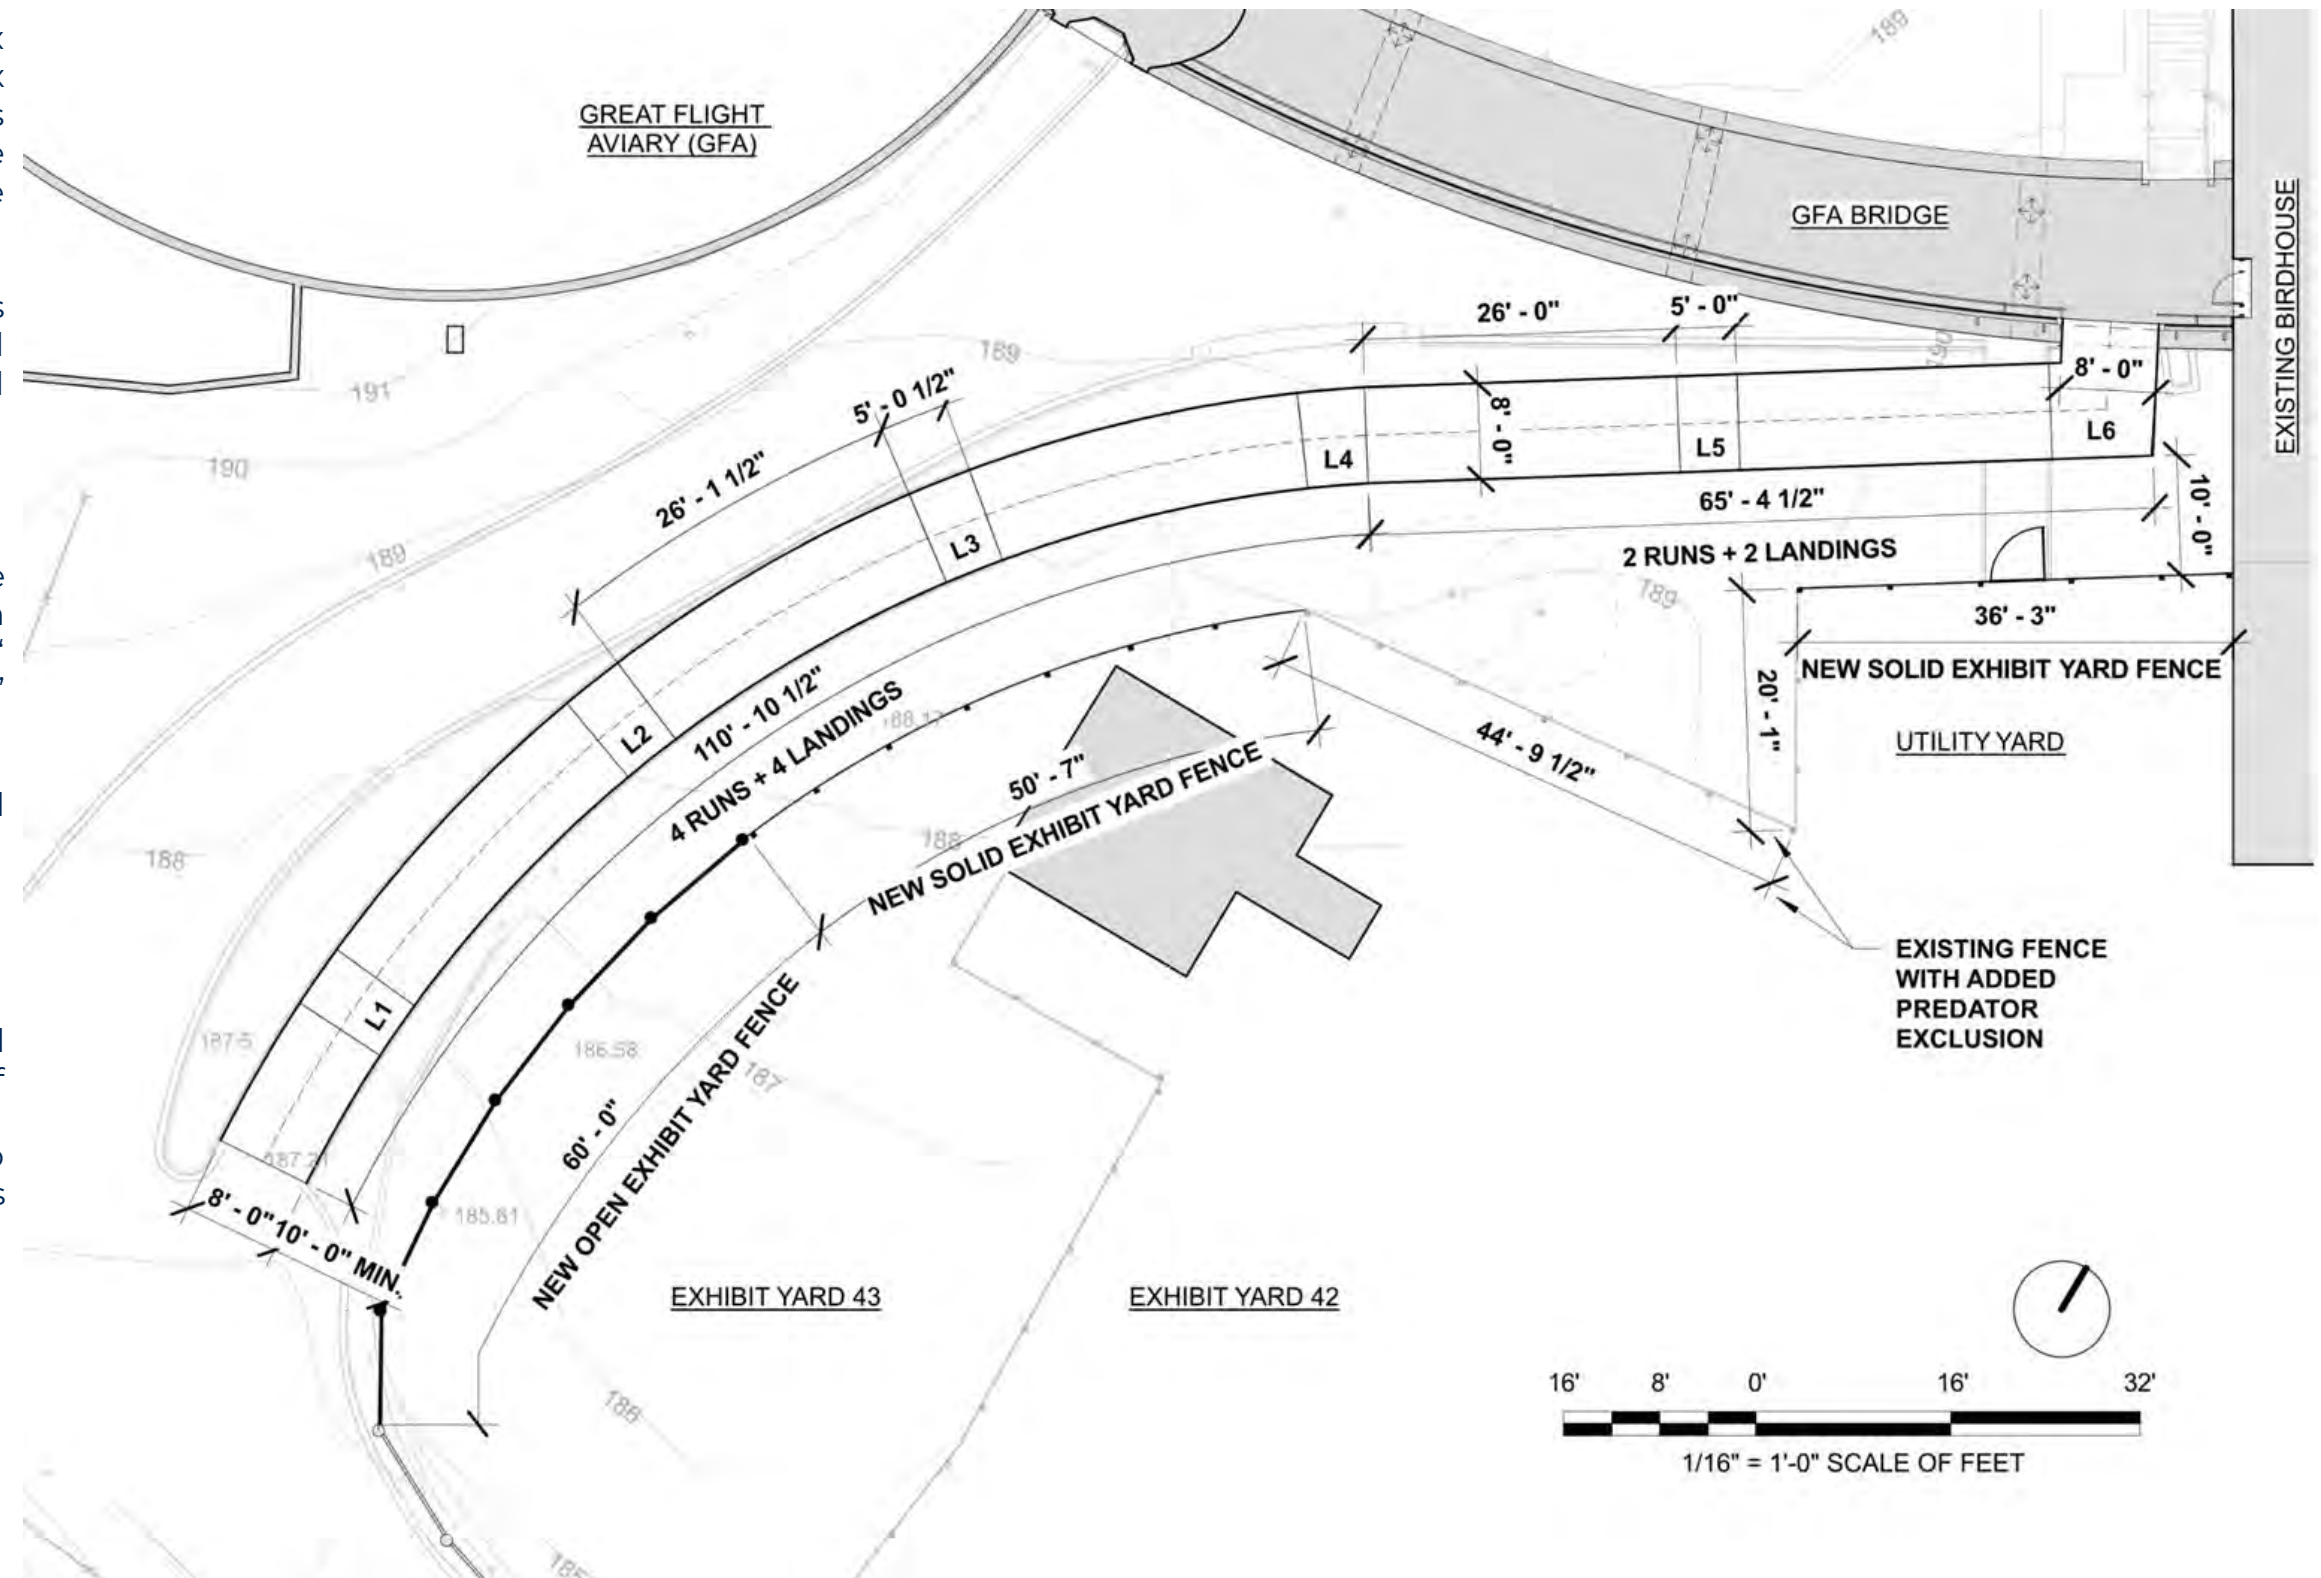 189
GREAT FLIGHT
AVIARY (GFA)
GFA BRIDGE
EXISTING BIRDHOUSE
26' - 0"
5' - 0"
190
189
8' - 0"
191
5' - 0 1/2"
8' - 0"
L6
L5
L4
190
26' - 1 1/2"
65' - 4 1/2"
10' - 0"
189
L3
2 RUNS + 2 LANDINGS
189
36' - 3"
NEW SOLID EXHIBIT YARD FENCE
20' - 1"
L2
110' - 10 1/2"
4 RUNS + 4 LANDINGS
UTILITY YARD
44' - 9 1/2"
50' - 7"
NEW SOLID EXHIBIT YARD FENCE
188
188
EXISTING FENCE
WITH ADDED
PREDATOR
EXCLUSION
L1
187.5
186.58
187
60' - 0"
NEW OPEN EXHIBIT YARD FENCE
187.21
8' - 0"
10' - 0" MIN.
185.61
EXHIBIT YARD 43
EXHIBIT YARD 42
16' 8' 0' 16' 32'
1/16" = 1'-0" SCALE OF FEET